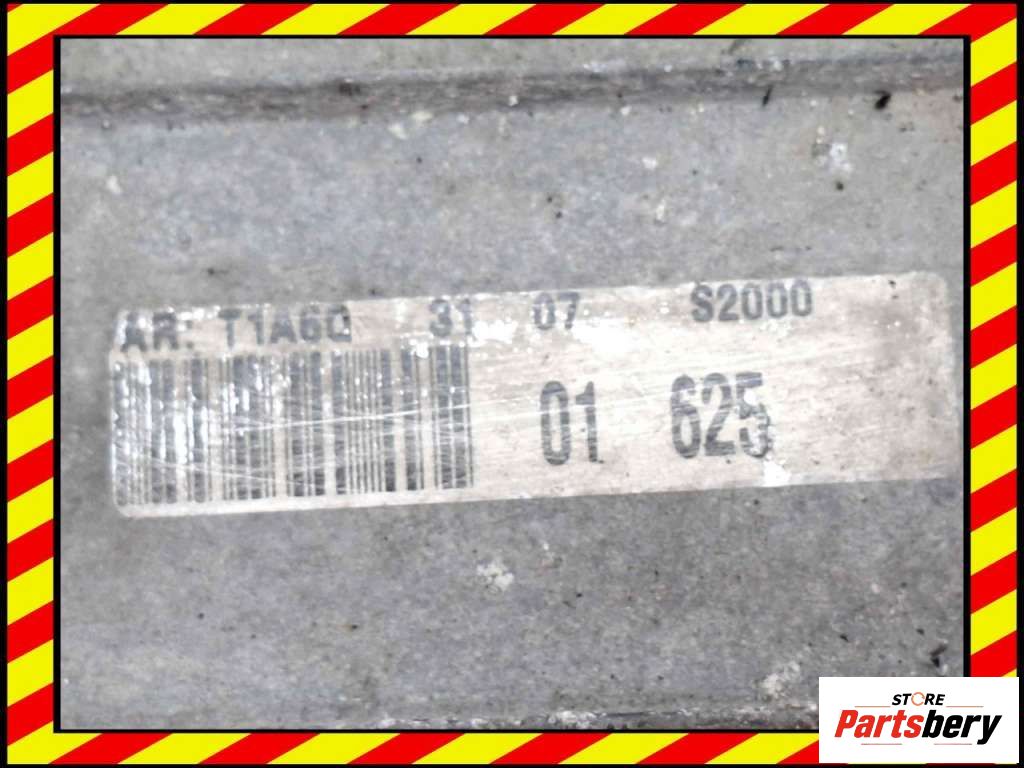 AR: T1A6Q 31 07 S2000
01 625
STORE
Partsbery